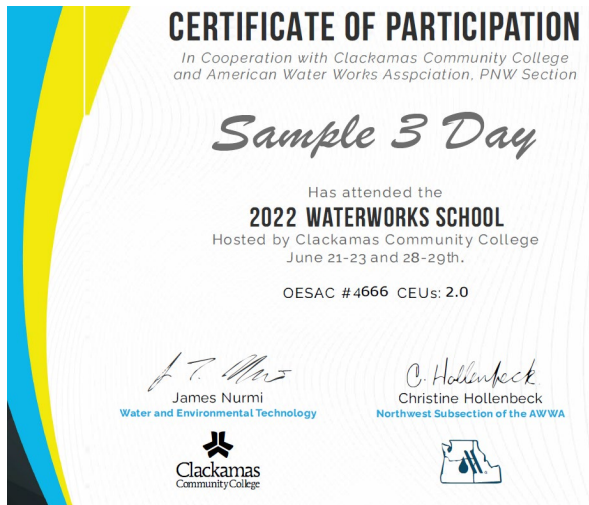 CERTIFICATE OF PARTICIPATION
In Cooperation with Clackamas Community College
and American Water Works Asspciation, PNW Section
Sample 3 Day
Has attended the
2022 WATERWORKS SCHOOL
Hosted by Clackamas Community College
June 21-23 and 28-29th.
OESAC #4666 CEUs: 2.0
C. Hollenbeck
James Nurmi
Christine Hollenbeck
Water and Environmental Technology
Northwest Subsection of the AWWA
Clackamas
Community College